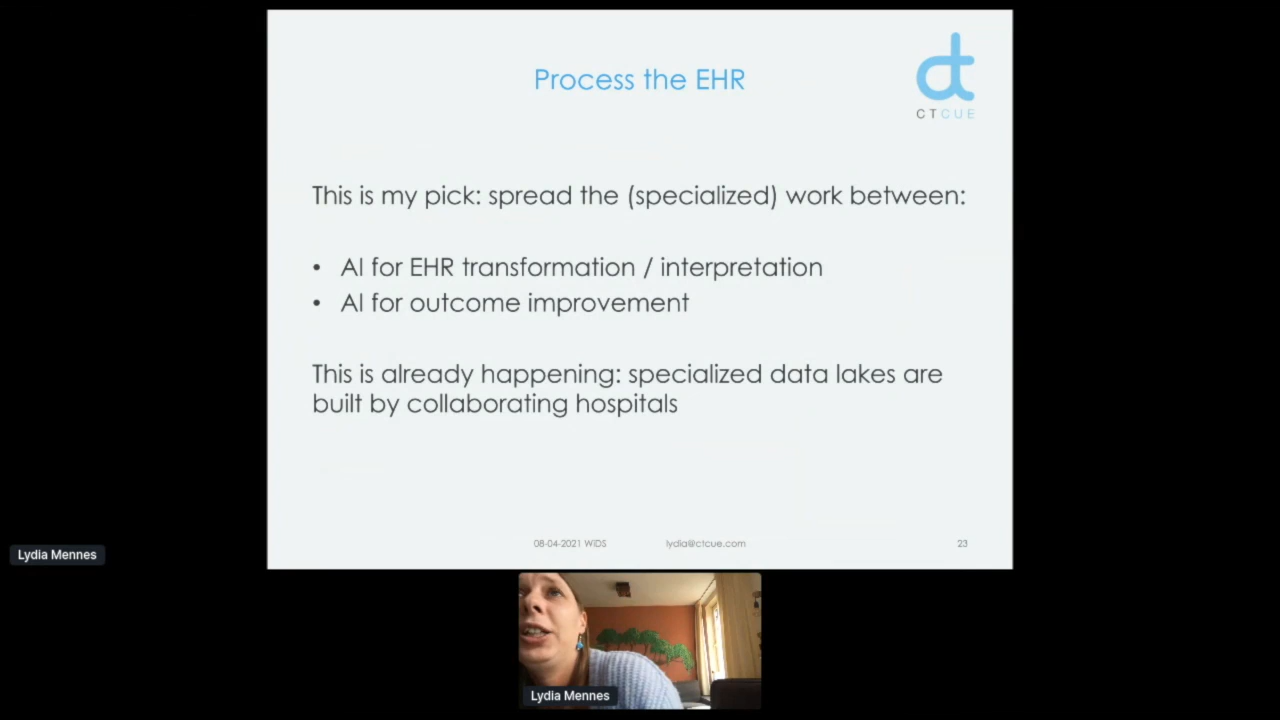 Process the EHR
CTCUE
This is my pick: spread the (specialized) work between:
• AI for EHR transformation / interpretation
• AI for outcome improvement
This is already happening: specialized data lakes are
built by collaborating hospitals
08-04-2021 WiDS lydia@ctcue.com 23
Lydia Mennes
Lydia Mennes